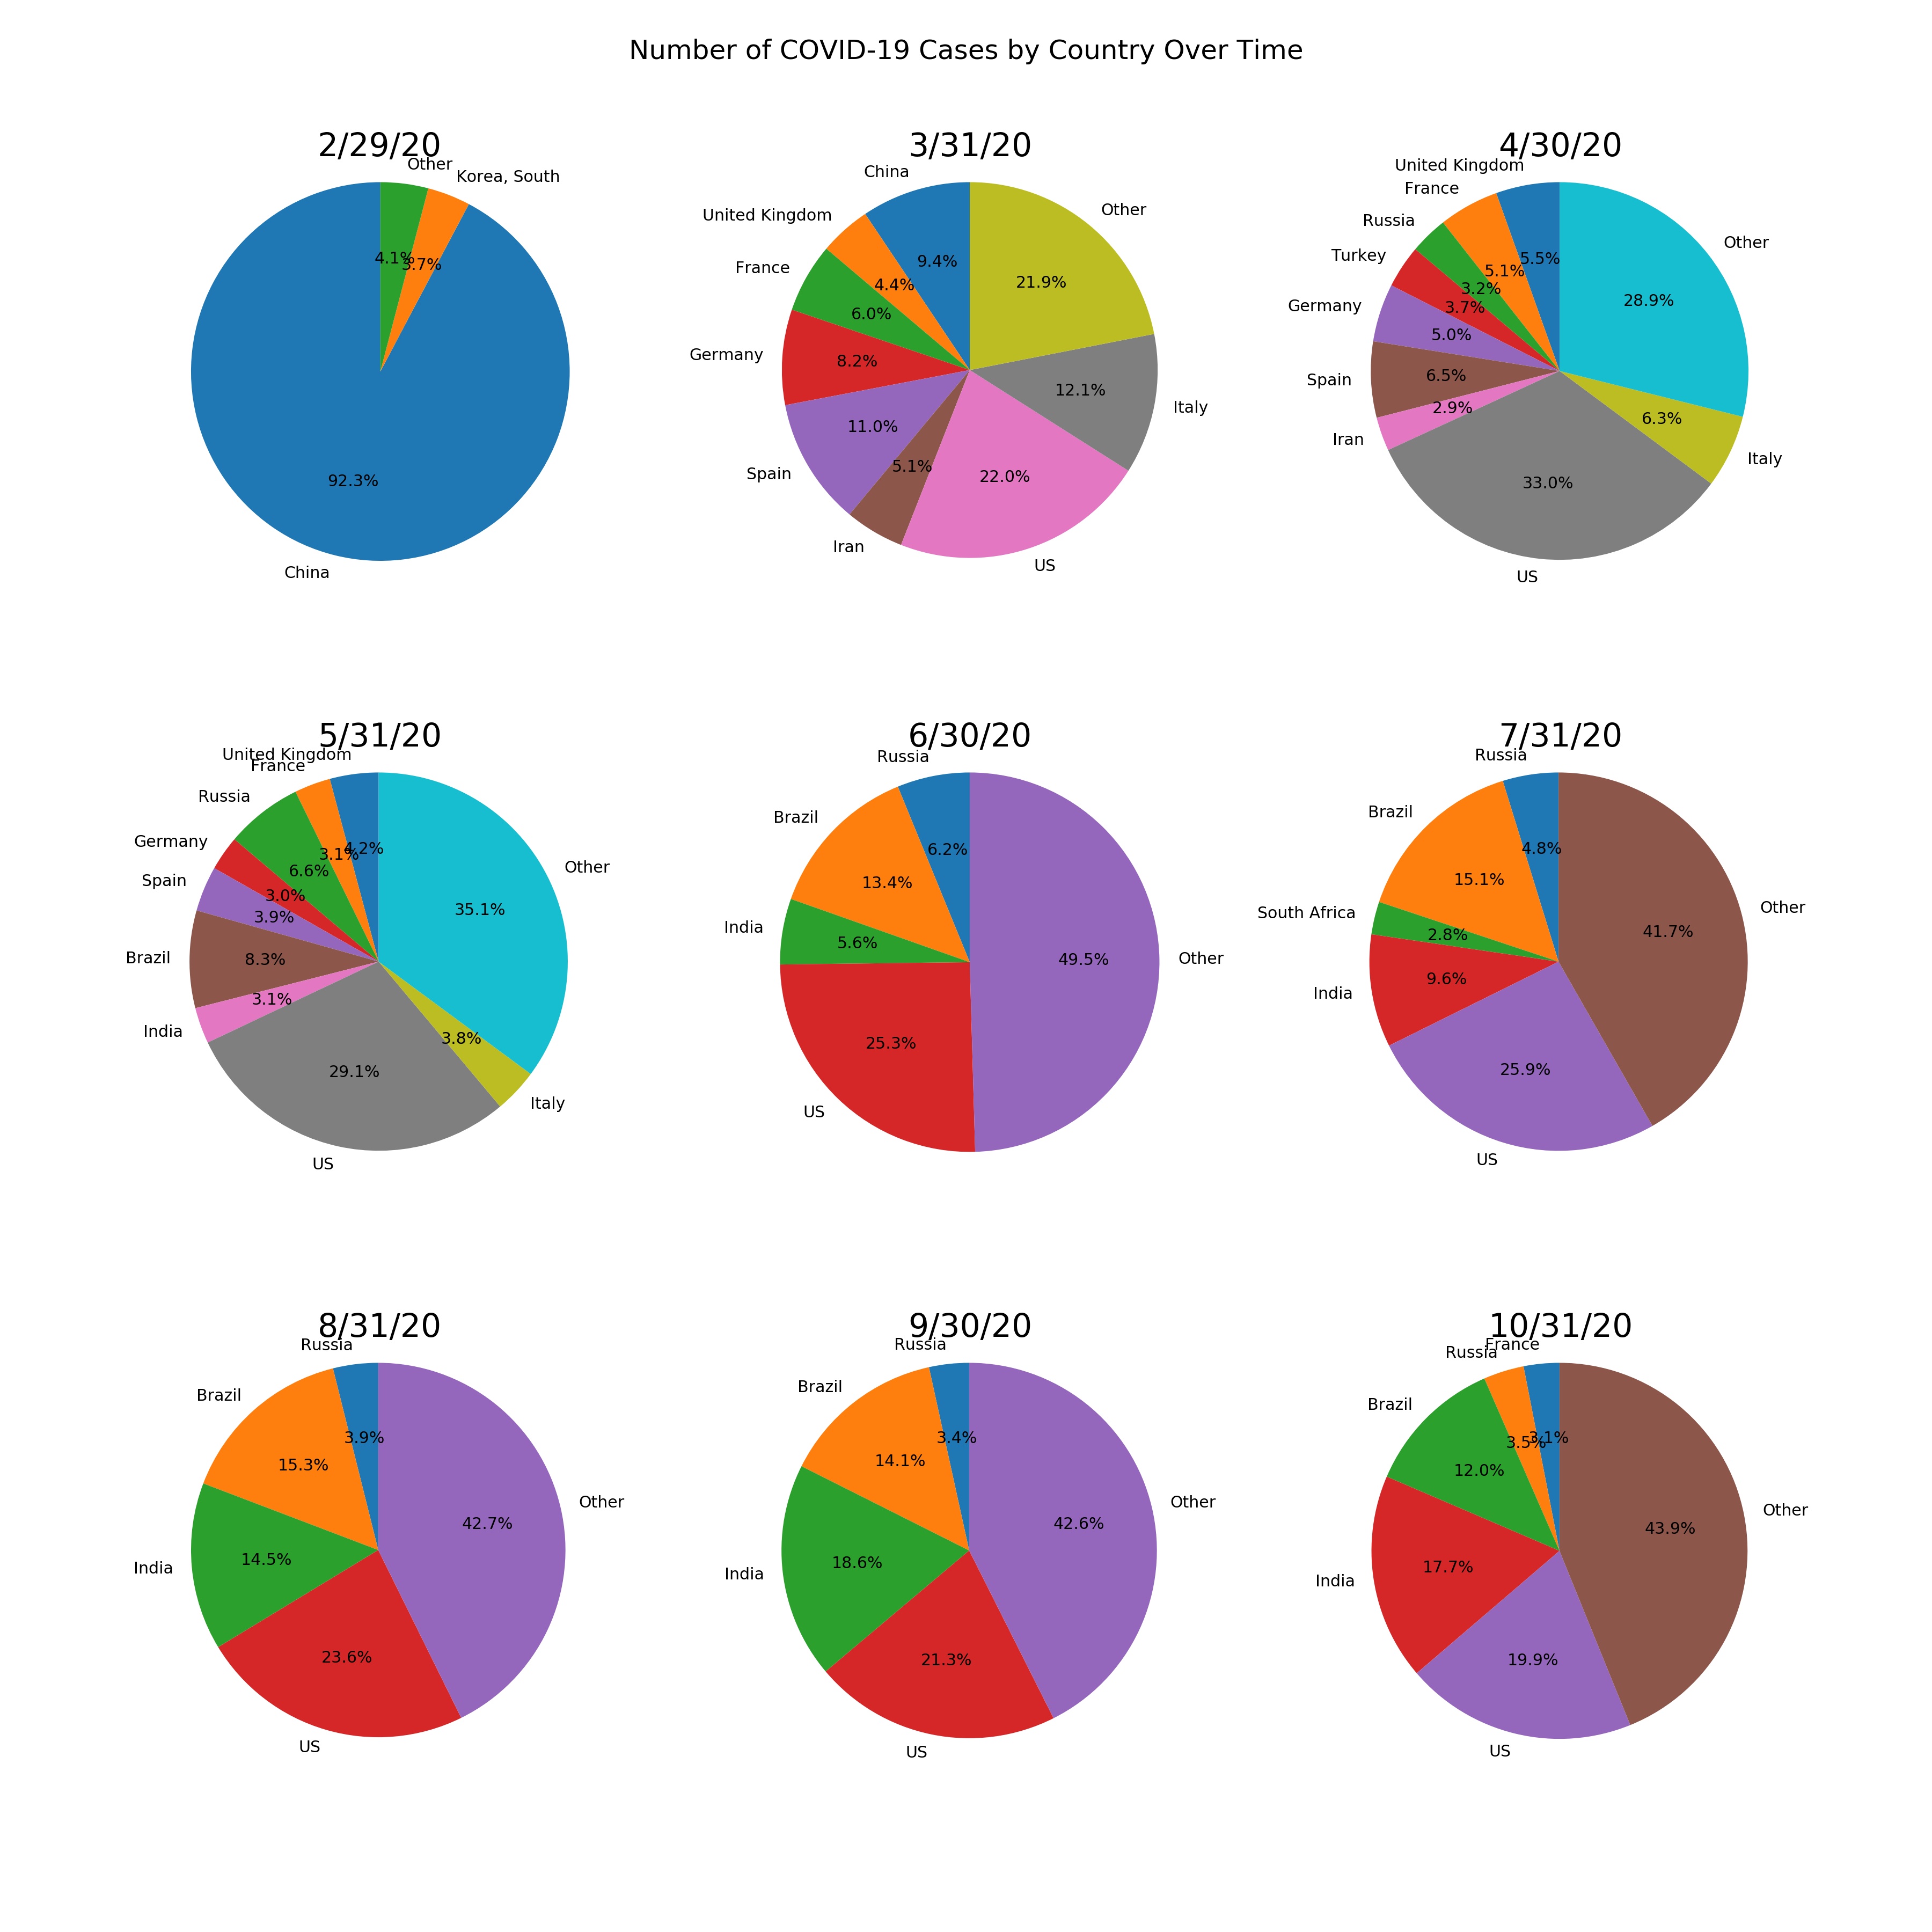 Number of COVID-19 Cases by Country Over Time
2/29/20
Other
Korea, South
4.1%
3.7%
92.3%
China
3/31/20
China
United Kingdom
Other
France
9.4%
4.4%
21.9%
6.0%
Germany
8.2%
12.1%
Italy
11.0%
Spain
5.1%
22.0%
Iran
US
4/30/20
United Kingdom
France
Russia
Other
Turkey
5.5%
5.1%
3.2%
28.9%
3.7%
Germany
5.0%
Spain
6.5%
2.9%
6.3%
Iran
Italy
33.0%
US
5/31/20
United Kingdom
France
Russia
Germany
4.2%
3.1%
Other
6.6%
Spain
3.0%
35.1%
3.9%
Brazil
8.3%
3.1%
India
3.8%
29.1%
Italy
US
6/30/20
Russia
Brazil
6.2%
13.4%
India
5.6%
49.5%
Other
25.3%
US
7/31/20
Russia
Brazil
4.8%
15.1%
South Africa
Other
2.8%
41.7%
9.6%
India
25.9%
US
8/31/20
Russia
Brazil
3.9%
15.3%
Other
42.7%
14.5%
India
23.6%
US
9/30/20
Russia
Brazil
3.4%
14.1%
Other
42.6%
18.6%
India
21.3%
US
10/31/20
France
Russia
Brazil
3.1%
3.5%
12.0%
Other
43.9%
17.7%
India
19.9%
US